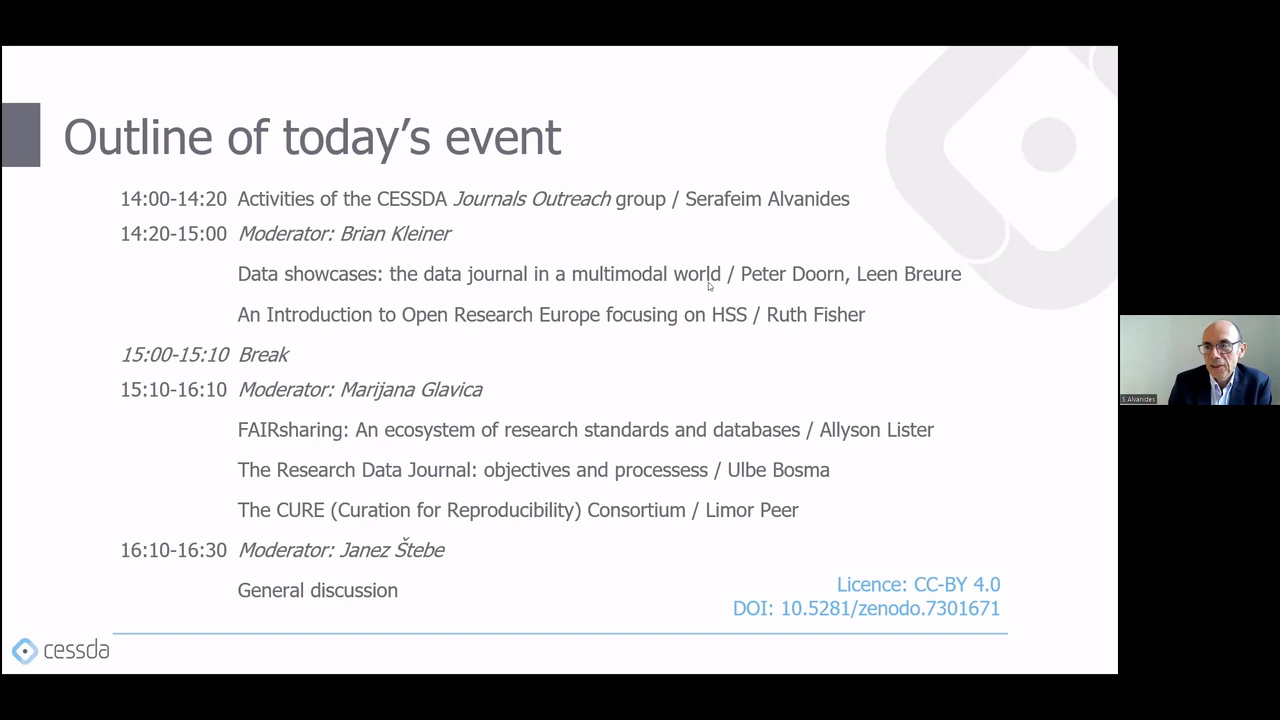 Outline of today's event
14:00-14:20 Activities of the CESSDA Journals Outreach group / Serafeim Alvanides
14:20-15:00 Moderator: Brian Kleiner
Data showcases: the data journal in a multimodal world / Peter Doorn, Leen Breure
An Introduction to Open Research Europe focusing on HSS / Ruth Fisher
15:00-15:10 Break
15:10-16:10 Moderator: Marijana Glavica
FAIRsharing: An ecosystem of research standards and databases / Allyson Lister
The Research Data Journal: objectives and processess / Ulbe Bosma
The CURE (Curation for Reproducibility) Consortium / Limor Peer
16:10-16:30 Moderator: Janez Štebe
General discussion
Licence: CC-BY 4.0
DOI: 10.5281/zenodo.7301671
cessda
S Alvanides